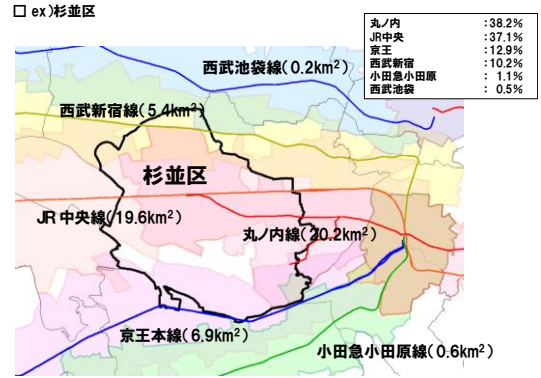 □ ex)杉並区
丸ノ内 :38.2%
JR中央 :37.1%
京王 :12.9%
西武新宿 :10.2%
小田急小田原 : 1.1%
西武池袋 : 0.5%
西武池袋線(0.2km²)
西武新宿線(5.4km²)
杉並区
JR中央線(19.6km²)
丸ノ内線(20.2km²)
京王本線(6.9km²)
小田急小田原線(0.6km²)